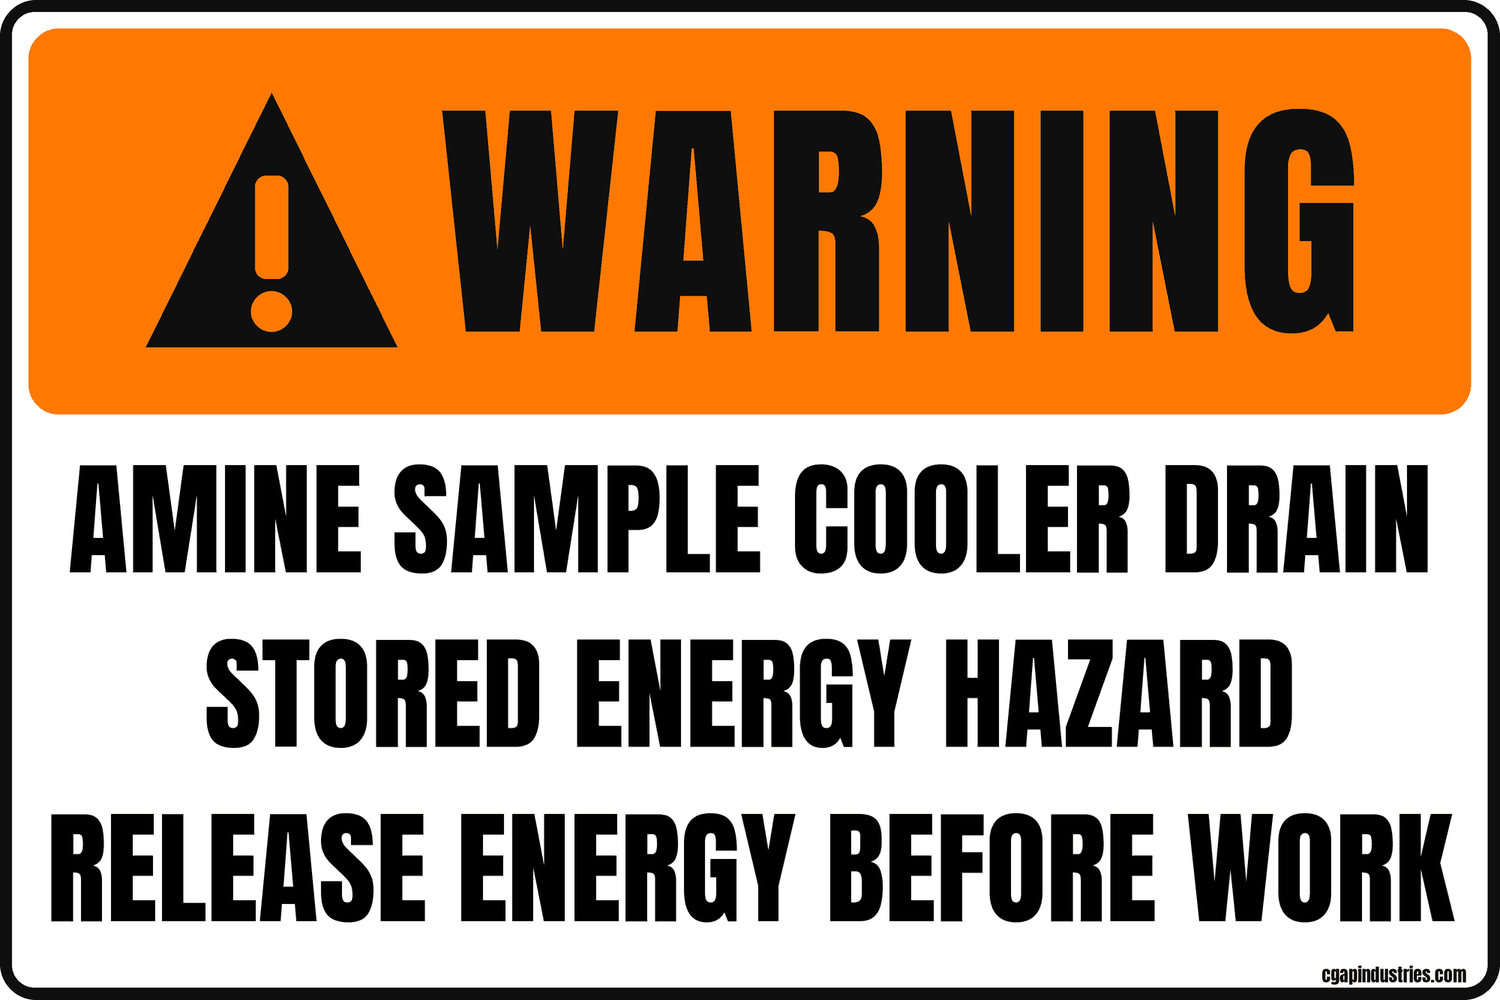 WARNING
AMINE SAMPLE COOLER DRAIN
STORED ENERGY HAZARD
RELEASE ENERGY BEFORE WORK
cgapindustries.com